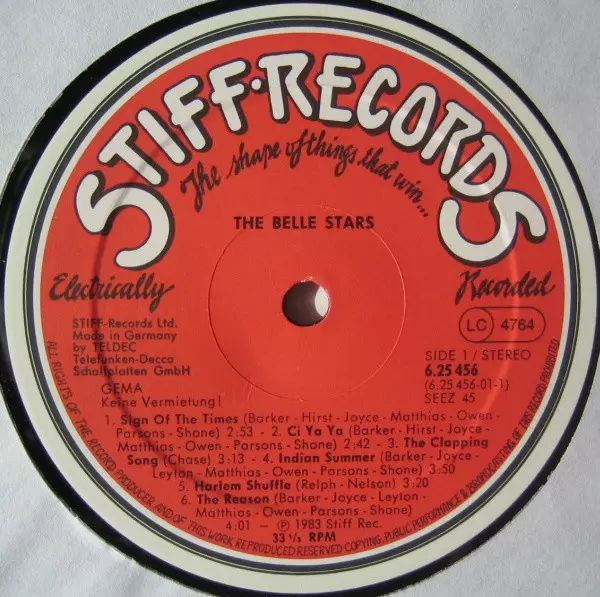 STIFF·RECORDS
The shape of things that win...
THE BELLE STARS
Electrically
Recorded
STIFF-Records Ltd.
Made in Germany
by TELDEC
Telefunken-Decca
Schallplatten GmbH
GEMA
Keine Vermietung!
LC 4764
SIDE 1/STEREO
6.25 456
(6.25 456-01-1)
SEEZ 45
1. Sign Of The Times (Barker - Hirst - Joyce - Matthias - Owen -
Parsons - Shone) 2:53 - 2. Ci Ya Ya (Barker - Hirst - Joyce -
Matthias - Owen - Parsons - Shone) 2:42 - 3. The Clapping
Song (Chase) 3:13 - 4. Indian Summer (Barker - Joyce -
Leyton - Matthias - Owen - Parsons - Shone) 3:50
5. Harlem Shuffle (Relph - Nelson) 3:20
6. The Reason (Barker - Joyce - Leyton -
Matthias - Owen - Parsons - Shone)
4:01 - Ⓟ 1983 Stiff Rec.
33 1/3 RPM
ALL RIGHTS OF THE RECORD PRODUCER AND OF THIS WORK REPRODUCED RESERVED COPYING, PUBLIC PERFORMANCE & BROADCASTING OF THIS RECORD PROHIBITED